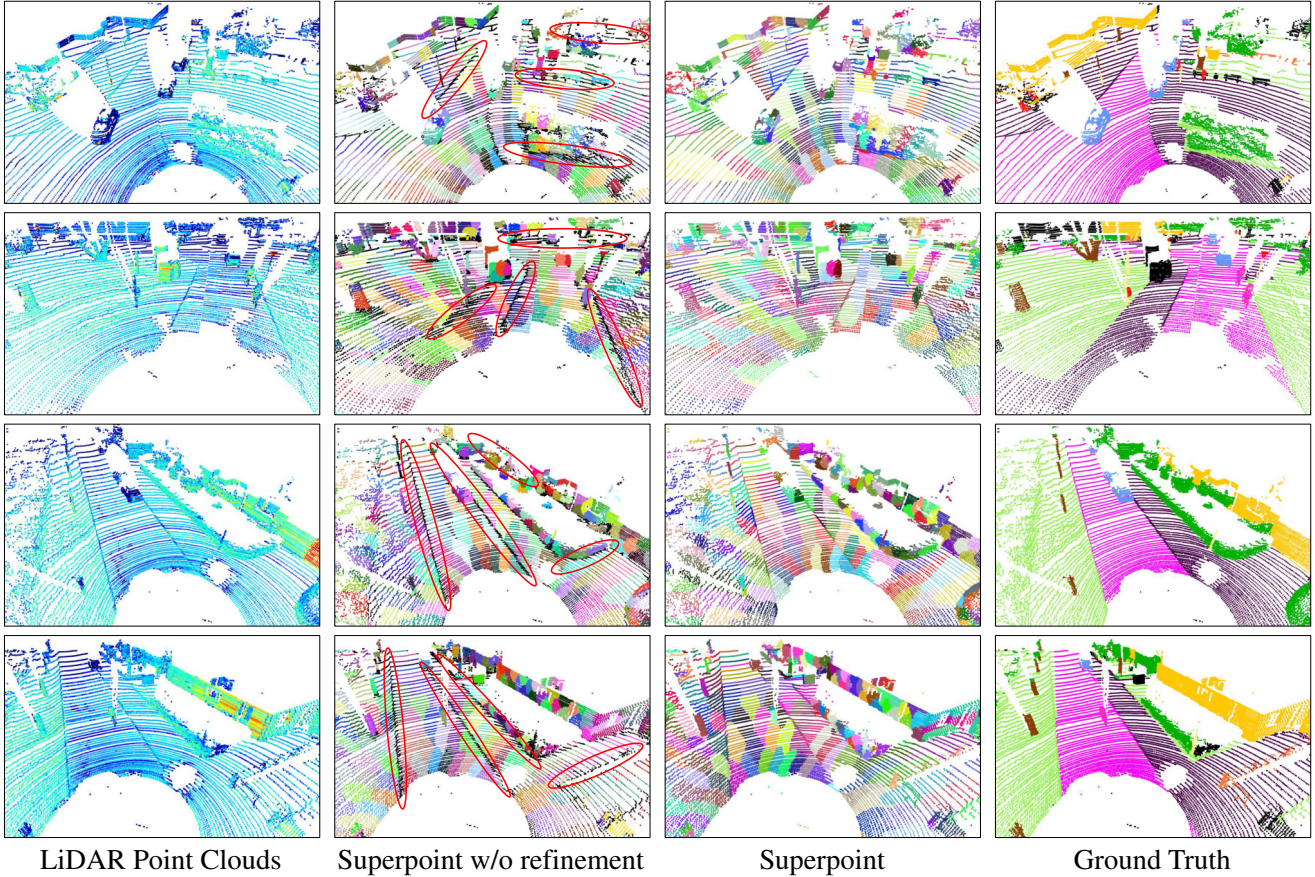 LiDAR Point Clouds
Superpoint w/o refinement
Superpoint
Ground Truth